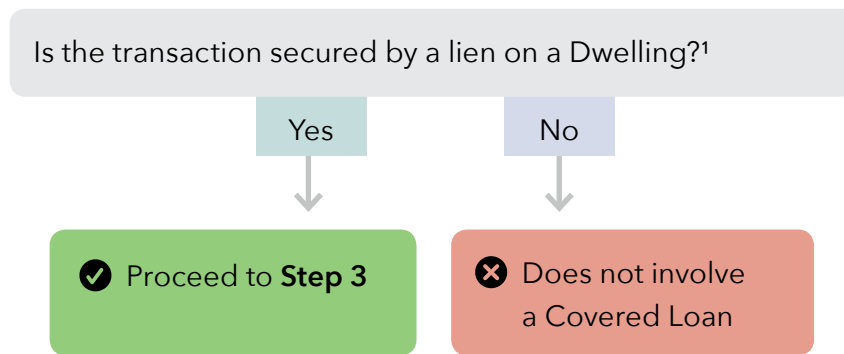 Is the transaction secured by a lien on a Dwelling?¹
Yes
No
Proceed to Step 3
Does not involve
a Covered Loan